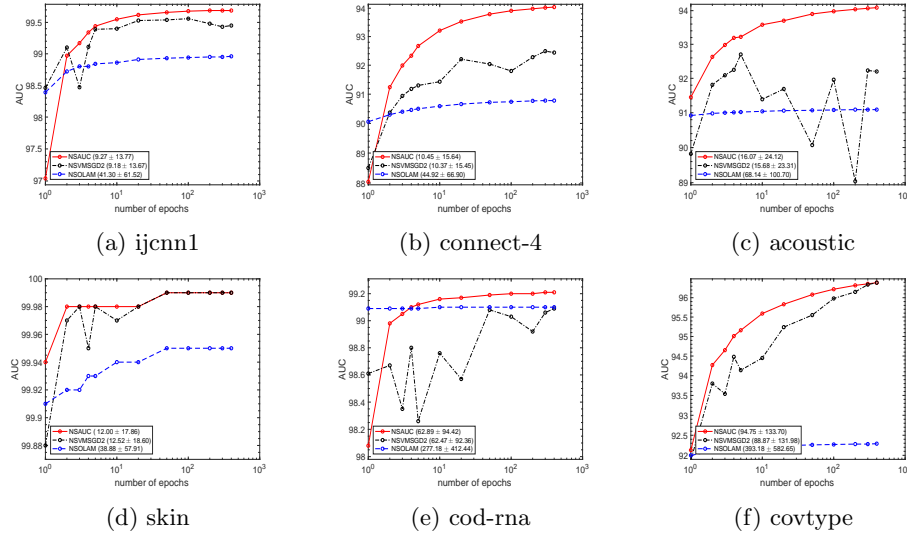 99.5
99
98.5
98
97.5
97
AUC
NSAUC (9.27 ± 13.77)
NSVMSGD2 (9.18 ± 13.67)
NSOLAM (41.30 ± 61.52)
10^0 10^1 10^2 10^3
number of epochs
(a) ijcnn1
94
93
92
91
90
89
88
AUC
NSAUC (10.45 ± 15.64)
NSVMSGD2 (10.37 ± 15.45)
NSOLAM (44.92 ± 66.90)
10^0 10^1 10^2 10^3
number of epochs
(b) connect-4
94
93
92
91
90
89
AUC
NSAUC (16.07 ± 24.12)
NSVMSGD2 (15.68 ± 23.31)
NSOLAM (68.14 ± 100.70)
10^0 10^1 10^2
number of epochs
(c) acoustic
100
99.98
99.96
99.94
99.92
99.9
99.88
AUC
NSAUC (12.00 ± 17.86)
NSVMSGD2 (12.52 ± 18.60)
NSOLAM (38.88 ± 57.91)
10^0 10^1 10^2 10^3
number of epochs
(d) skin
99.2
99
98.8
98.6
98.4
98.2
98
AUC
NSAUC (62.89 ± 94.42)
NSVMSGD2 (62.47 ± 92.36)
NSOLAM (277.18 ± 412.44)
10^0 10^1 10^2 10^3
number of epochs
(e) cod-rna
96.5
96
95.5
95
94.5
94
93.5
93
92.5
92
AUC
NSAUC (94.75 ± 133.70)
NSVMSGD2 (88.87 ± 131.98)
NSOLAM (393.18 ± 582.65)
10^0 10^1 10^2
number of epochs
(f) covtype